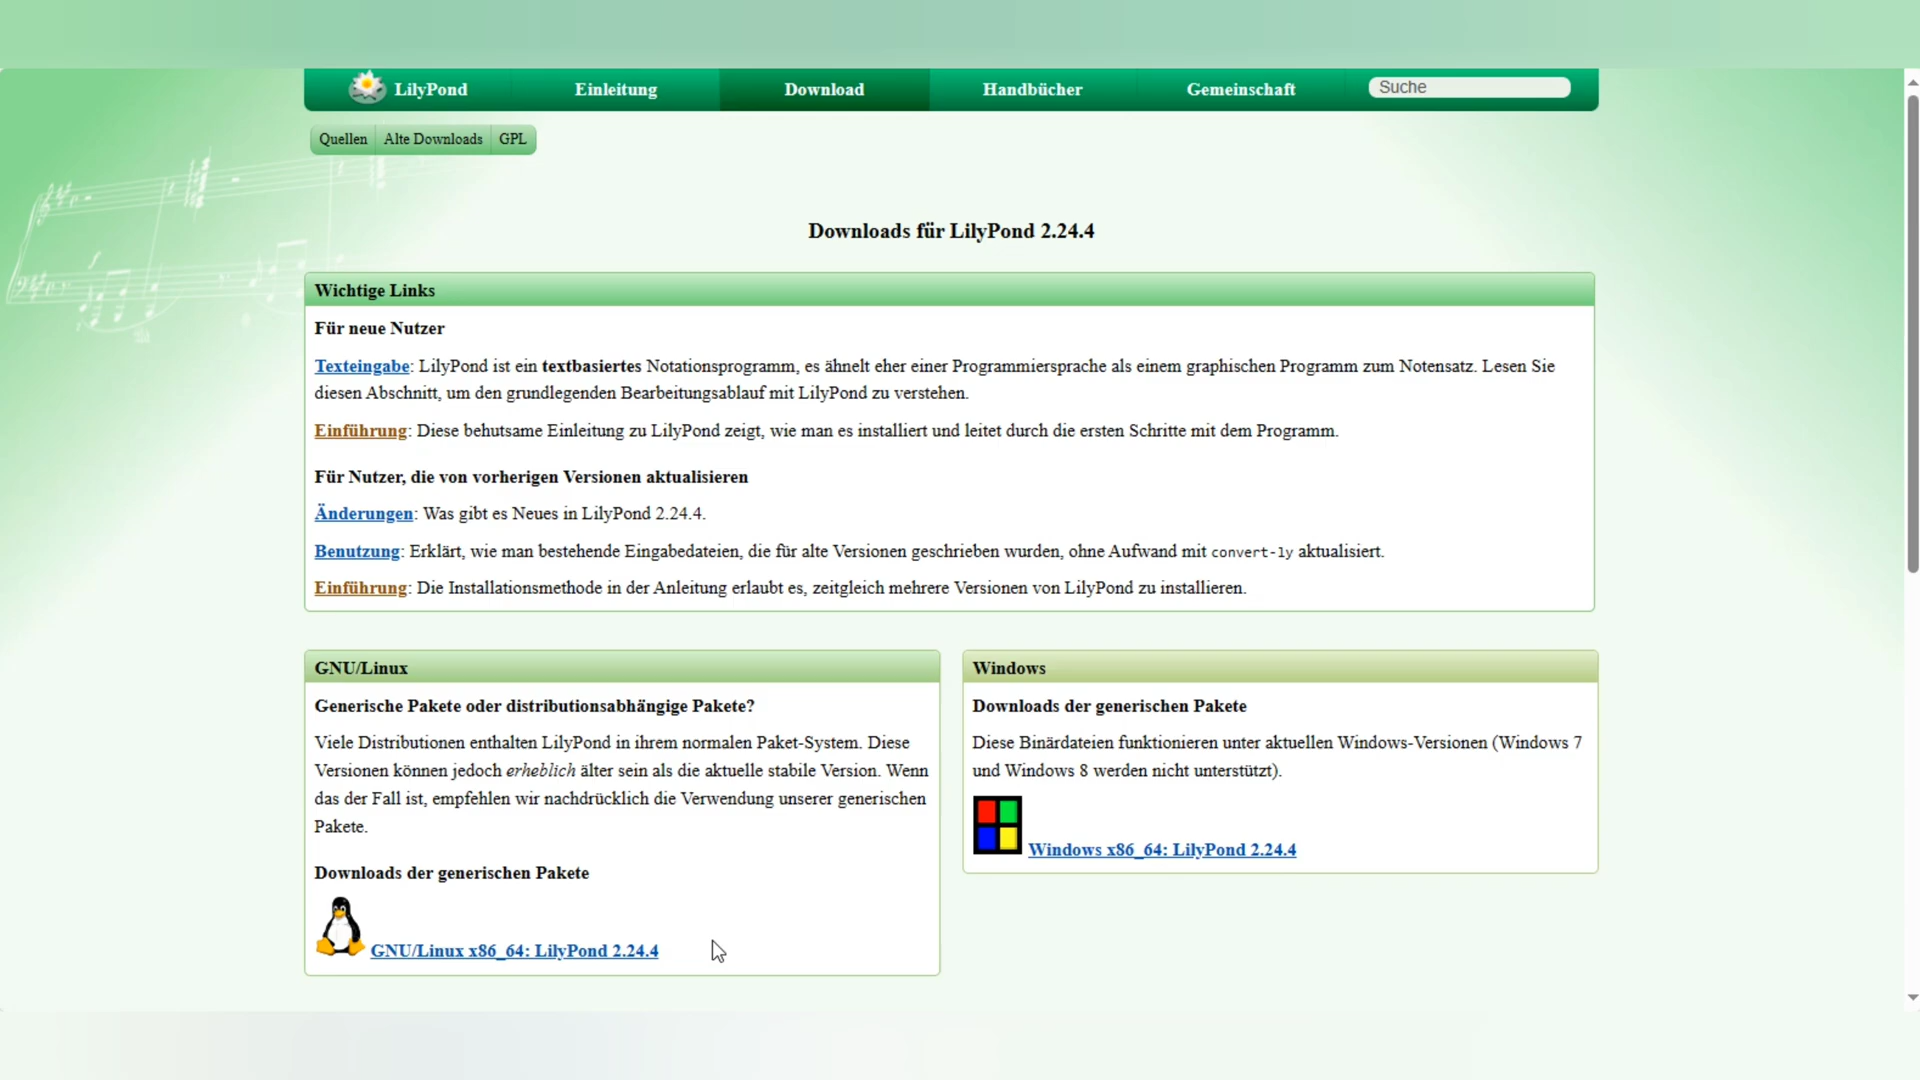 LilyPond Einleitung Download Handbücher Gemeinschaft Suche
Quellen Alte Downloads GPL
Downloads für LilyPond 2.24.4
Wichtige Links
Für neue Nutzer
Texteingabe: LilyPond ist ein textbasiertes Notationsprogramm, es ähnelt eher einer Programmiersprache als einem graphischen Programm zum Notensatz. Lesen Sie
diesen Abschnitt, um den grundlegenden Bearbeitungsablauf mit LilyPond zu verstehen.
Einführung: Diese behutsame Einleitung zu LilyPond zeigt, wie man es installiert und leitet durch die ersten Schritte mit dem Programm.
Für Nutzer, die von vorherigen Versionen aktualisieren
Änderungen: Was gibt es Neues in LilyPond 2.24.4.
Benutzung: Erklärt, wie man bestehende Eingabedateien, die für alte Versionen geschrieben wurden, ohne Aufwand mit convert-ly aktualisiert.
Einführung: Die Installationsmethode in der Anleitung erlaubt es, zeitgleich mehrere Versionen von LilyPond zu installieren.
GNU/Linux
Generische Pakete oder distributionsabhängige Pakete?
Viele Distributionen enthalten LilyPond in ihrem normalen Paket-System. Diese
Versionen können jedoch erheblich älter sein als die aktuelle stabile Version. Wenn
das der Fall ist, empfehlen wir nachdrücklich die Verwendung unserer generischen
Pakete.
Downloads der generischen Pakete
GNU/Linux x86_64: LilyPond 2.24.4
Windows
Downloads der generischen Pakete
Diese Binärdateien funktionieren unter aktuellen Windows-Versionen (Windows 7
und Windows 8 werden nicht unterstützt).
Windows x86_64: LilyPond 2.24.4